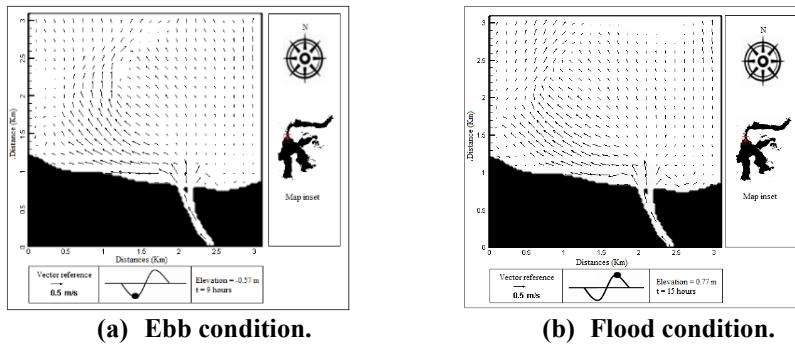 N
Distance (Km)
3
2.5
2
1.5
1
0.5
0
0
0.5
1
1.5
2
2.5
3
Distances (Km)
Map inset
Vector reference
0.5 m/s
Elevation = -0.57 m
t = 9 hours
(a) Ebb condition.
N
Distance (Km)
3
2.5
2
1.5
1
0.5
0
0
0.5
1
1.5
2
2.5
3
Distances (Km)
Map inset
Vector reference
0.5 m/s
Elevation = 0.77 m
t = 15 hours
(b) Flood condition.